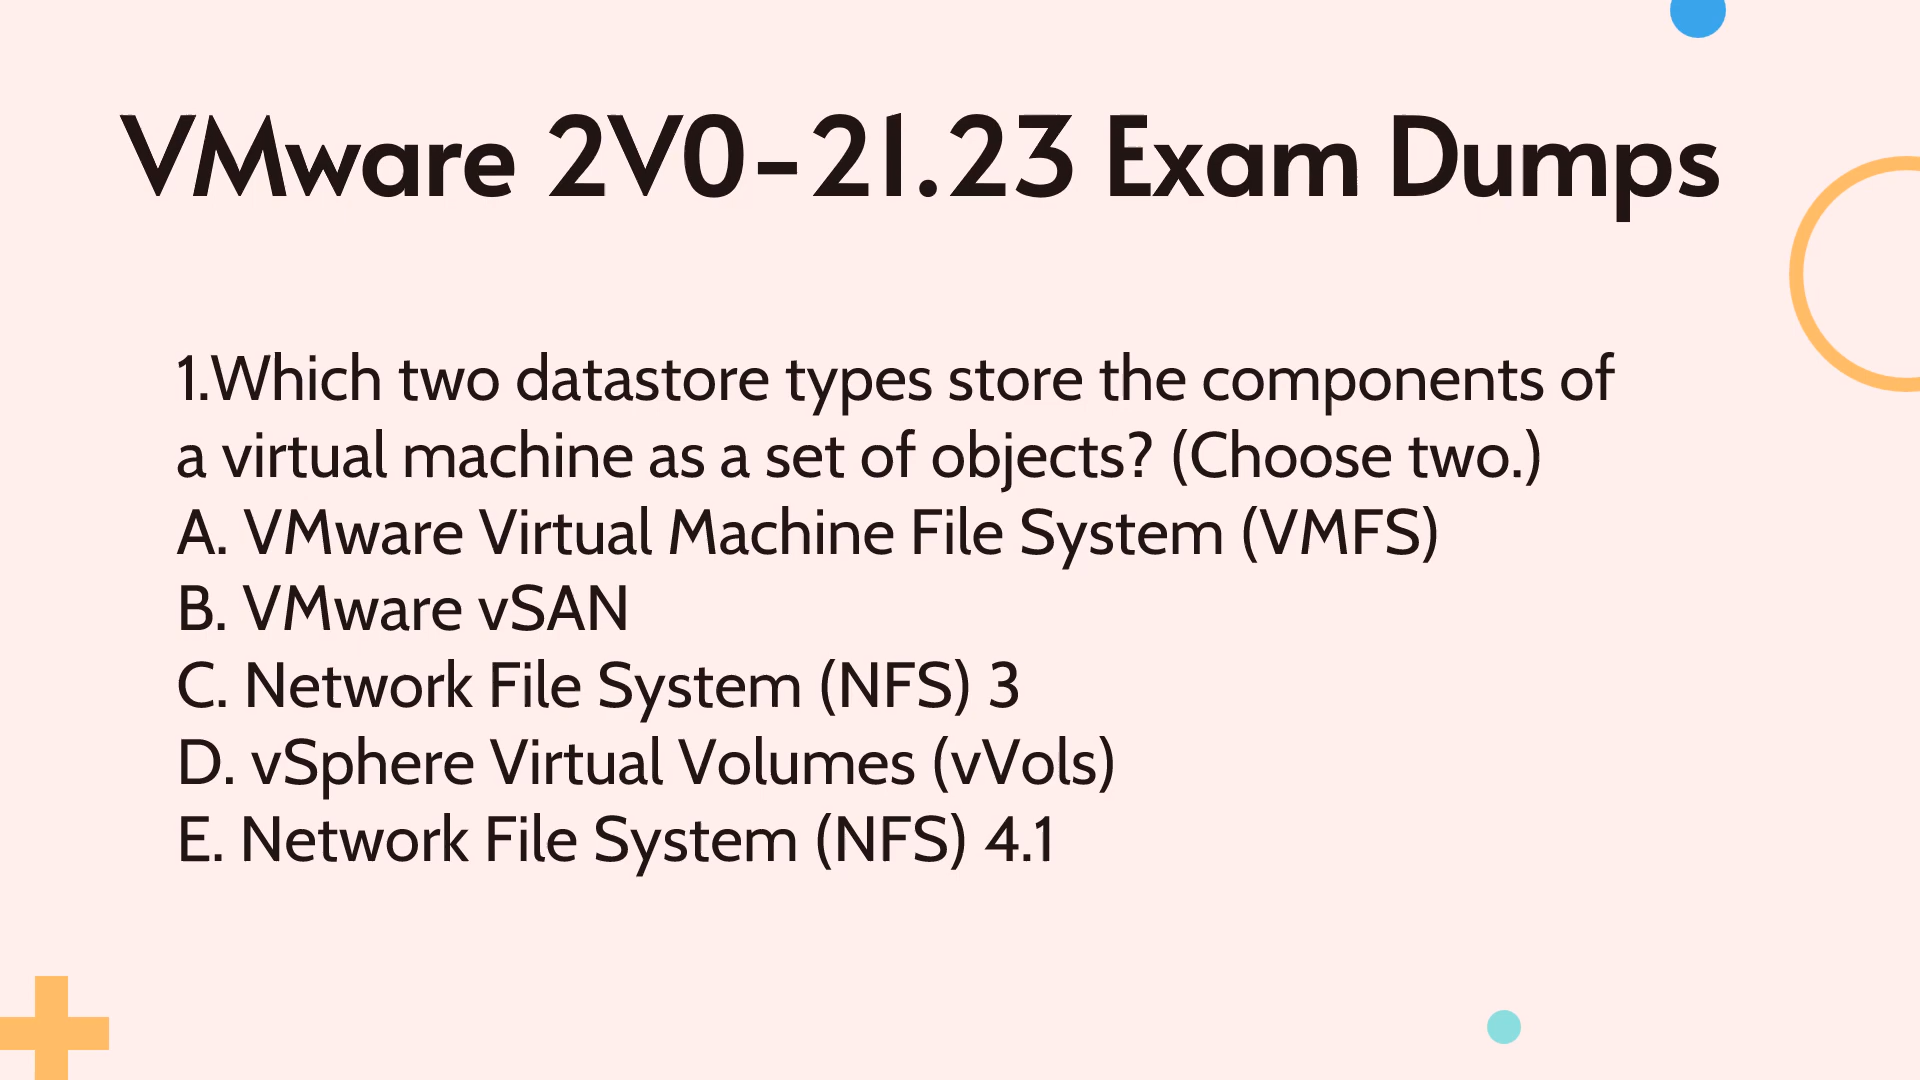 VMware 2V0-21.23 Exam Dumps
1.Which two datastore types store the components of
a virtual machine as a set of objects? (Choose two.)
A. VMware Virtual Machine File System (VMFS)
B. VMware vSAN
C. Network File System (NFS) 3
D. vSphere Virtual Volumes (vVols)
E. Network File System (NFS) 4.1